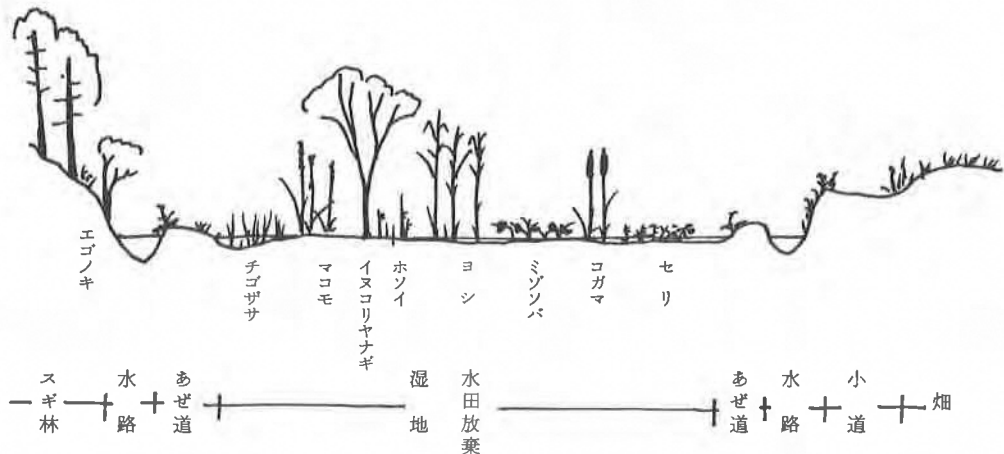 エゴノキ
チゴザサ
マコモ
イヌコリヤナギ
ホソイ
ヨシ
ミゾソバ
コガマ
セリ
スギ林
水路
あぜ道
湿地
水田放棄
あぜ道
水路
小道
畑